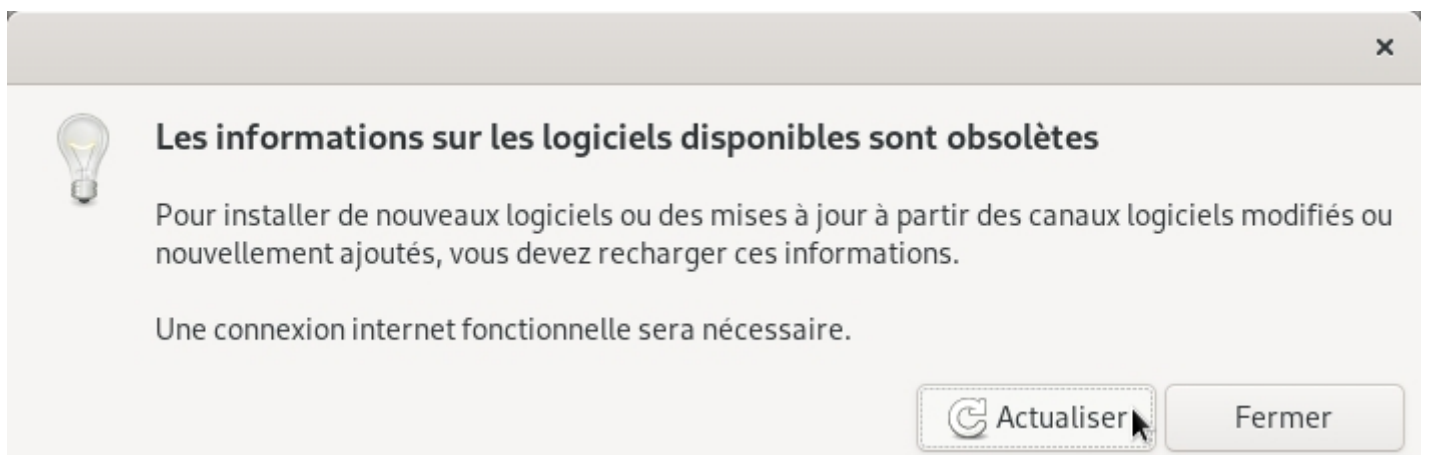 Les informations sur les logiciels disponibles sont obsolètes
Pour installer de nouveaux logiciels ou des mises à jour à partir des canaux logiciels modifiés ou
nouvellement ajoutés, vous devez recharger ces informations.
Une connexion internet fonctionnelle sera nécessaire.
Actualiser
Fermer